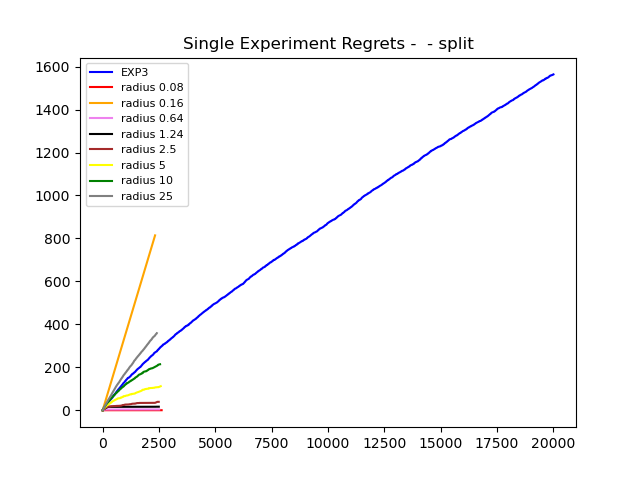 Single Experiment Regrets -  - split
1600
1400
1200
1000
800
600
400
200
0
EXP3
radius 0.08
radius 0.16
radius 0.64
radius 1.24
radius 2.5
radius 5
radius 10
radius 25
0 2500 5000 7500 10000 12500 15000 17500 20000